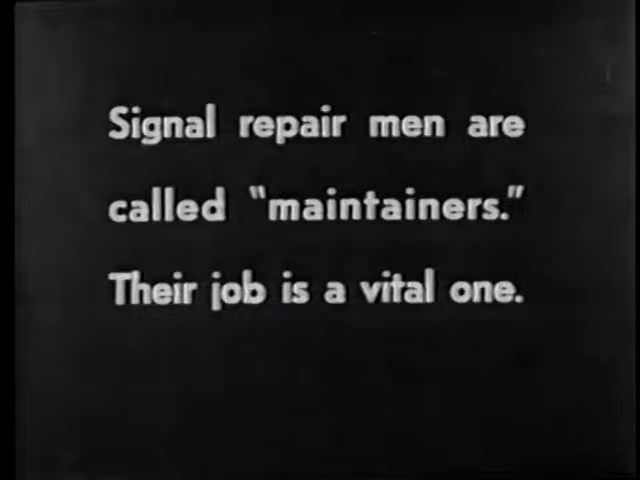 Signal repair men are
called "maintainers."
Their job is a vital one.